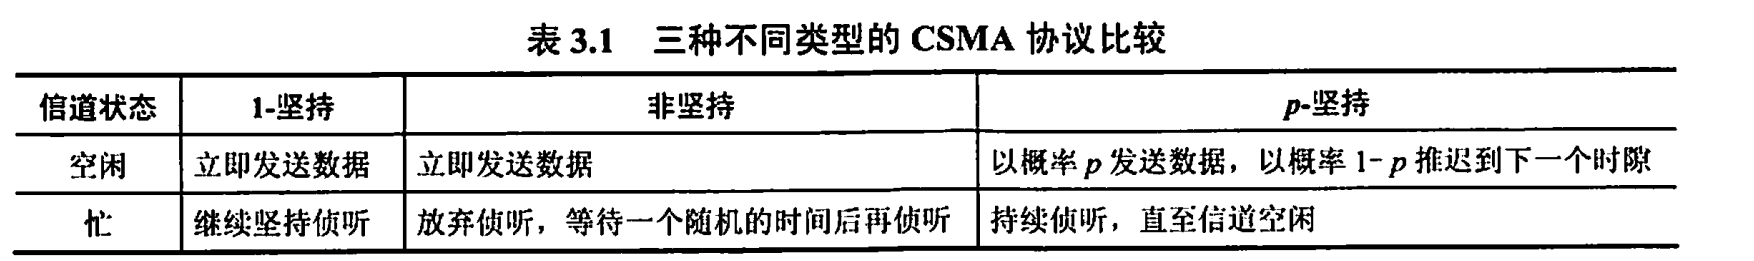 表 3.1 三种不同类型的 CSMA 协议比较
信道状态 1-坚持 非坚持 p-坚持
空闲 立即发送数据 立即发送数据 以概率 p 发送数据，以概率 1- p 推迟到下一个时隙
忙 继续坚持侦听 放弃侦听，等待一个随机的时间后再侦听 持续侦听，直至信道空闲